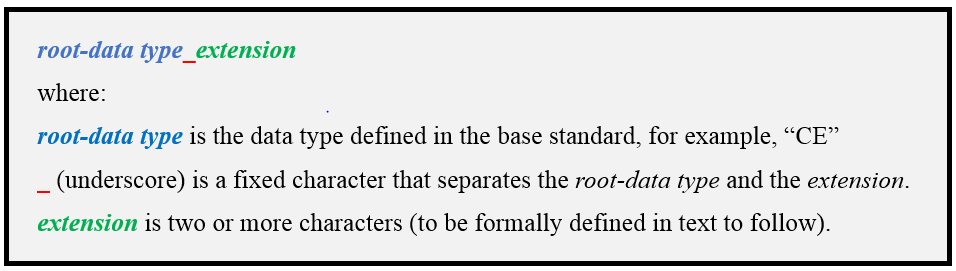 root-data type_extension
where:
root-data type is the data type defined in the base standard, for example, “CE”
_ (underscore) is a fixed character that separates the root-data type and the extension.
extension is two or more characters (to be formally defined in text to follow).